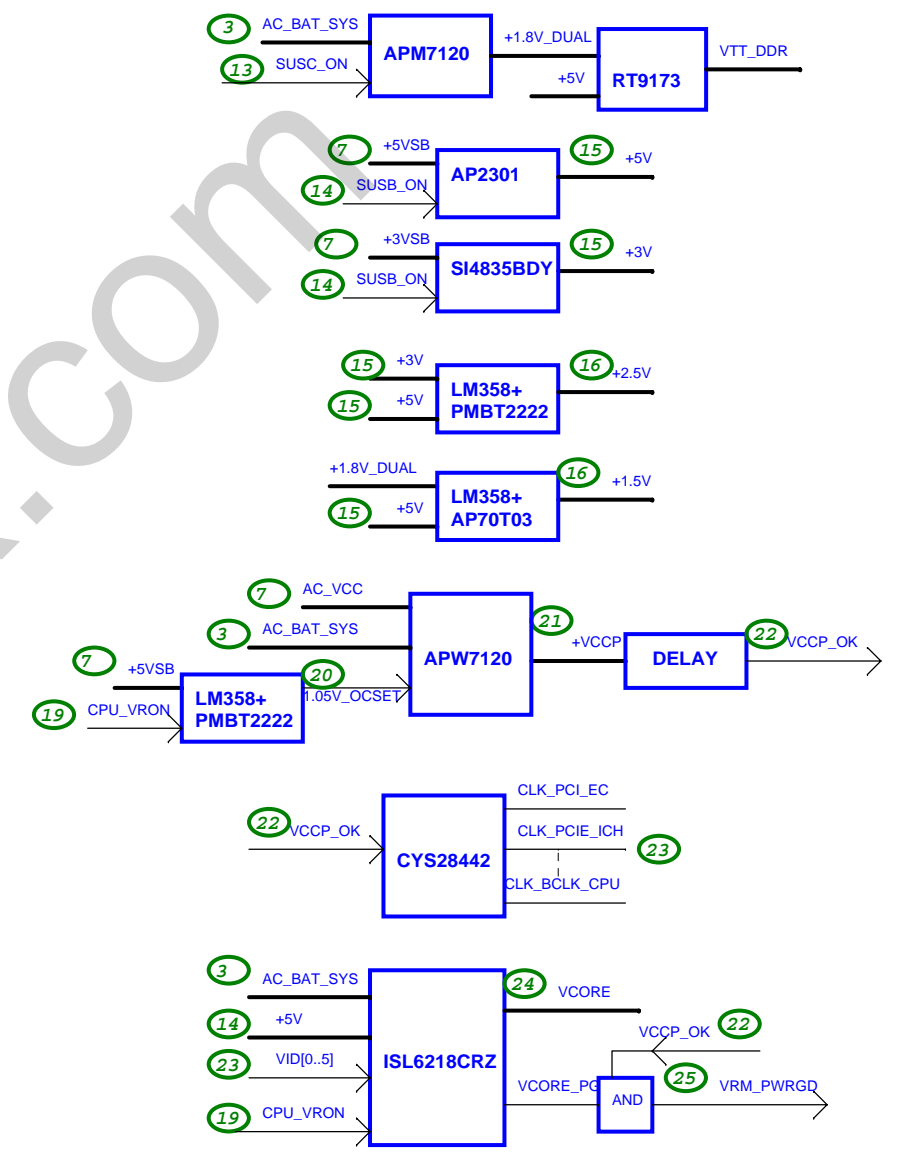 3 AC_BAT_SYS
13 SUSC_ON
APM7120
+1.8V_DUAL
+5V
RT9173
VTT_DDR
7 +5VSB
14 SUSB_ON
AP2301
15 +5V
7 +3VSB
14 SUSB_ON
SI4835BDY
15 +3V
15 +3V
15 +5V
LM358+
PMBT2222
16 +2.5V
+1.8V_DUAL
15 +5V
LM358+
AP70T03
16 +1.5V
7 AC_VCC
3 AC_BAT_SYS
7 +5VSB
19 CPU_VRON
LM358+
PMBT2222
20
1.05V_OCSET
APW7120
21
+VCCP
DELAY
22 VCCP_OK
22 VCCP_OK
CYS28442
CLK_PCI_EC
CLK_PCIE_ICH
23
CLK_BCLK_CPU
3 AC_BAT_SYS
14 +5V
23 VID[0..5]
19 CPU_VRON
ISL6218CRZ
24 VCORE
VCCP_OK 22
25
VCORE_PG
AND
VRM_PWRGD
.com